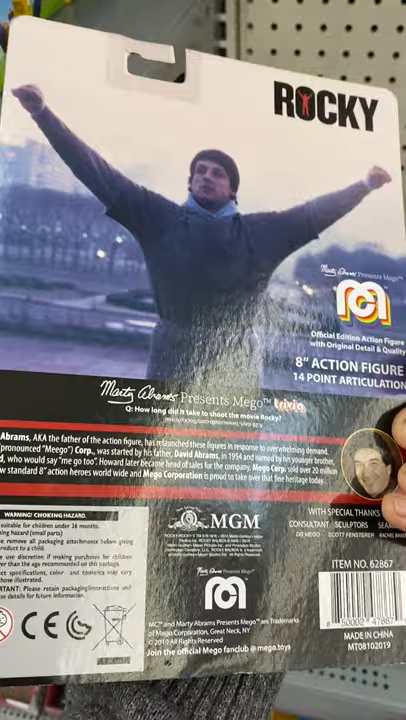 ROCKY
Marty Abrams Presents Mego™
Official Edition Action Figure
with Original Detail & Quality
8" ACTION FIGURE
14 POINT ARTICULATION
Marty Abrams Presents Mego™ trivia
Q: How long did it take to shoot the movie Rocky?
Abrams, AKA the father of the action figure, has relaunched these figures in response to overwhelming demand.
(pronounced "Meego") Corp., was started by his father, David Abrams, in 1954 and named by his younger brother,
d, who would say "me go too". Howard later became head of sales for the company. Mego Corp. sold over 20 million
w standard 8" action heroes world wide and Mego Corporation is proud to take over that fine heritage today.
WARNING! CHOKING HAZARD.
suitable for children under 36 months.
ing hazard (small parts)
e remove all packaging attachments before giving
product to a child.
e use discretion if making purchases for children
er than the age recommended on this package.
ct specifications, color and contents may vary
those illustrated.
RTANT: Please retain packaging/instructions and
se details for future information.
CE
MGM
WITH SPECIAL THANKS
CONSULTANT
DR MEGO
SCULPTORS
SCOTT FENSTERER
ITEM NO. 62867
MADE IN CHINA
MT08102019
MC™ and Marty Abrams Presents Mego™ are Trademarks
of Mego Corporation, Great Neck, NY
© 2019 All Rights Reserved
Join the official Mego fanclub @ mego.toys